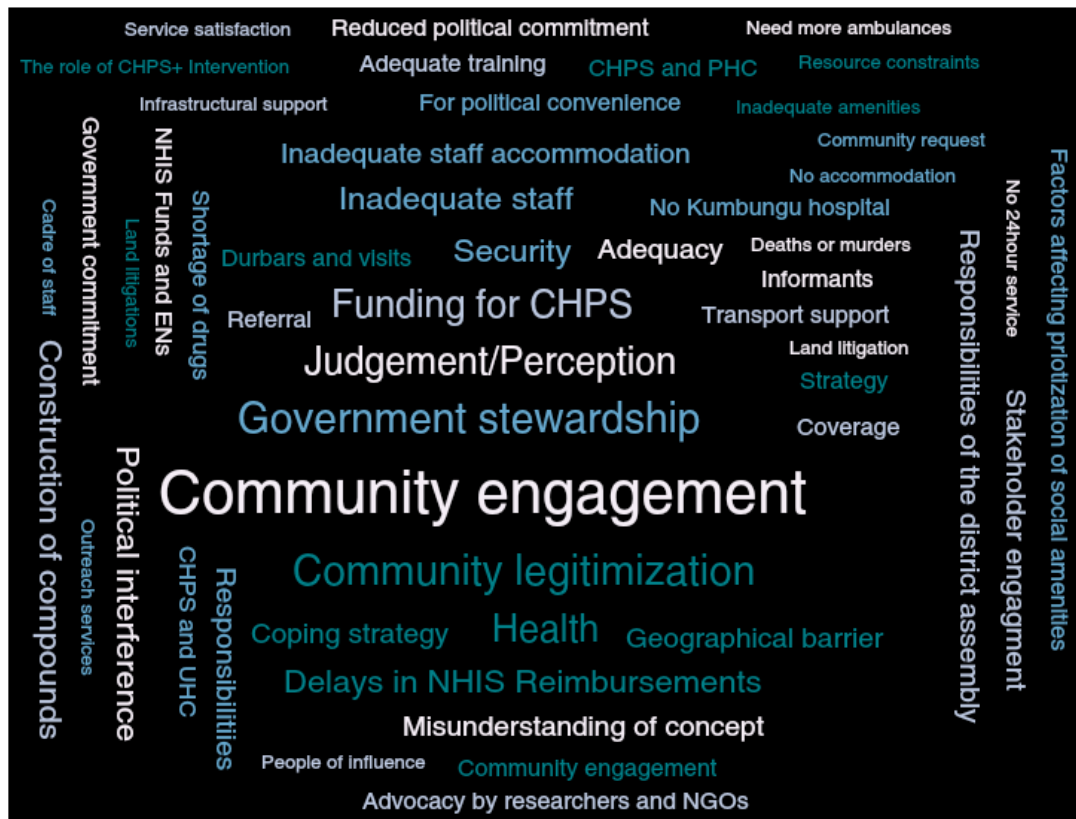 Service satisfaction
Reduced political commitment
Need more ambulances
The role of CHPS+ Intervention
Adequate training
CHPS and PHC
Resource constraints
Infrastructural support
For political convenience
Inadequate amenities
Government commitment
NHIS Funds and ENs
Inadequate staff accommodation
Community request
Factors affecting priotization of social amenities
No accommodation
Cadre of staff
Land litigations
Shortage of drugs
Inadequate staff
No Kumbungu hospital
No 24hour service
Durbars and visits
Security
Adequacy
Deaths or murders
Responsibilities of the district assembly
Informants
Referral
Funding for CHPS
Transport support
Construction of compounds
Judgement/Perception
Land litigation
Strategy
Stakeholder engagment
Government stewardship
Coverage
Political interference
Community engagement
Outreach services
CHPS and UHC
Responsibilities
Community legitimization
Coping strategy
Health
Geographical barrier
Delays in NHIS Reimbursements
Misunderstanding of concept
People of influence
Community engagement
Advocacy by researchers and NGOs